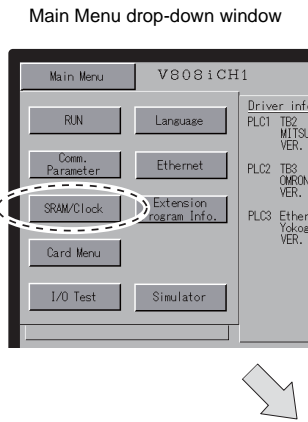 Main Menu drop-down window
Main Menu
V808iCH1
RUN
Language
Comm.
Parameter
Ethernet
SRAM/Clock
Extension
rogram Info.
Card Menu
I/O Test
Simulator
Driver inf
PLC1 TB2
MITSU
VER.
PLC2 TB3
OMRON
VER.
PLC3 Ether
Yokog
VER.